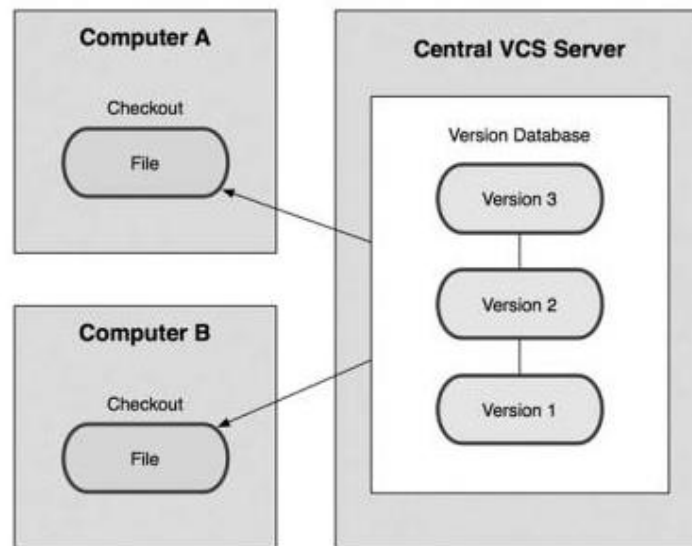 Computer A
Checkout
File
Computer B
Checkout
File
Central VCS Server
Version Database
Version 3
Version 2
Version 1